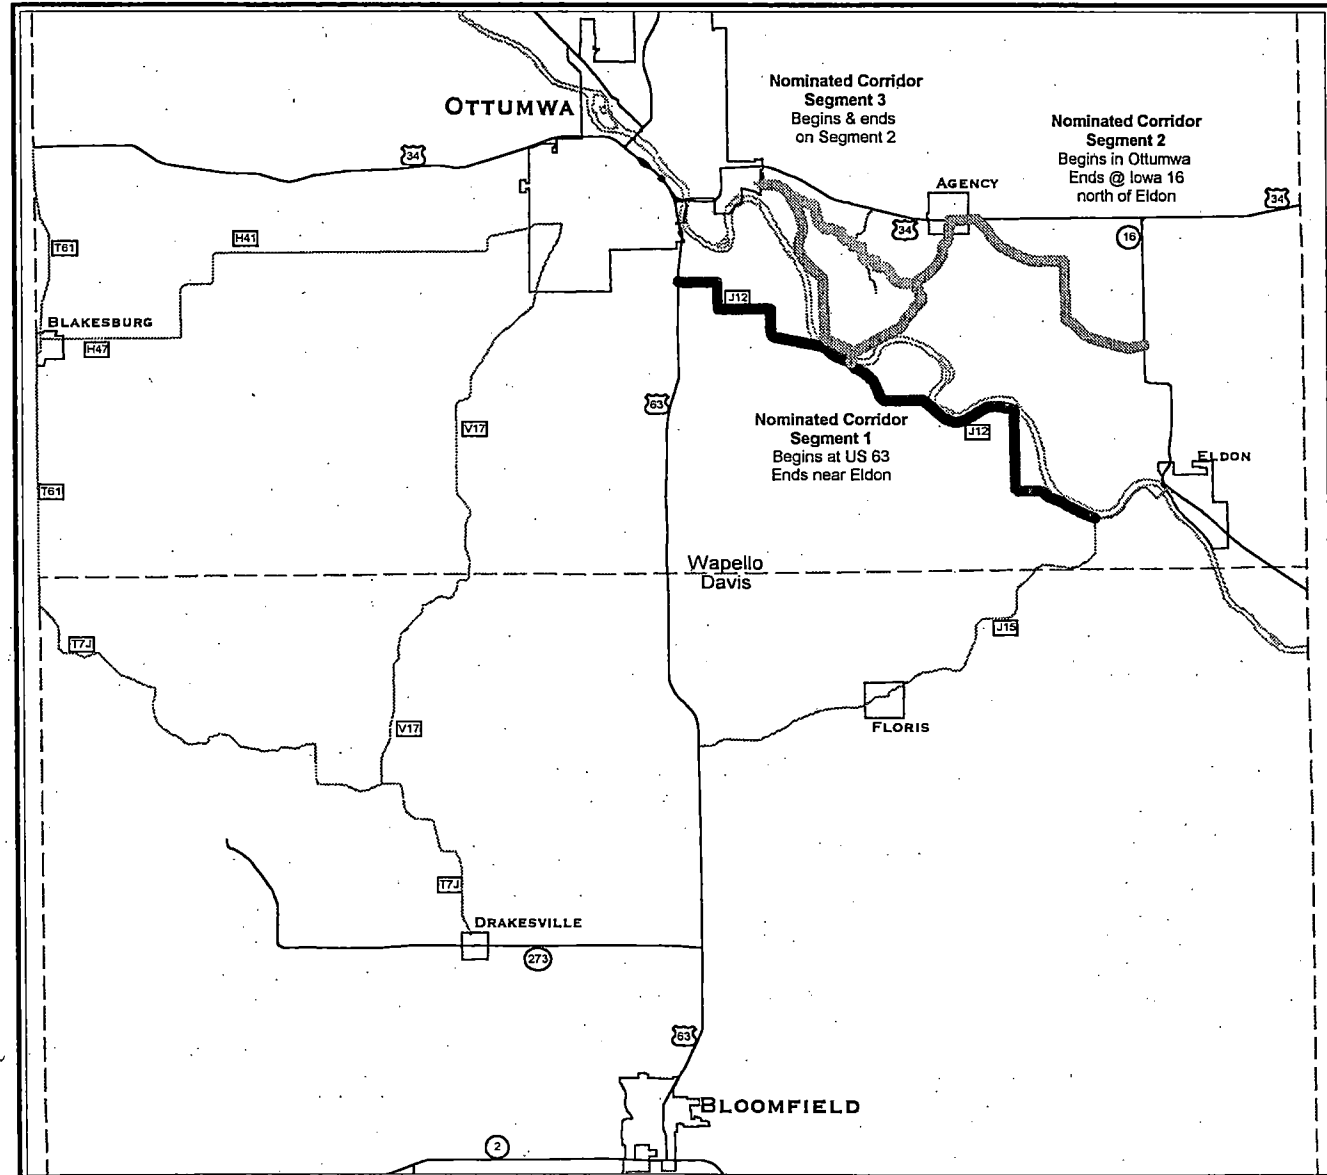 Nominated Corridor
Segment 3
Begins & ends
on Segment 2
OTTUMWA
Nominated Corridor
Segment 2
Begins in Ottumwa
Ends @ Iowa 16
north of Eldon
34
AGENCY
34
34
16
T61
H41
J12
BLAKESBURG
H47
63
V17
Nominated Corridor
Segment 1
Begins at US 63
Ends near Eldon
J12
ELDON
T61
Wapello
Davis
J15
T7J
FLORIS
V17
T7J
DRAKESVILLE
273
63
BLOOMFIELD
2